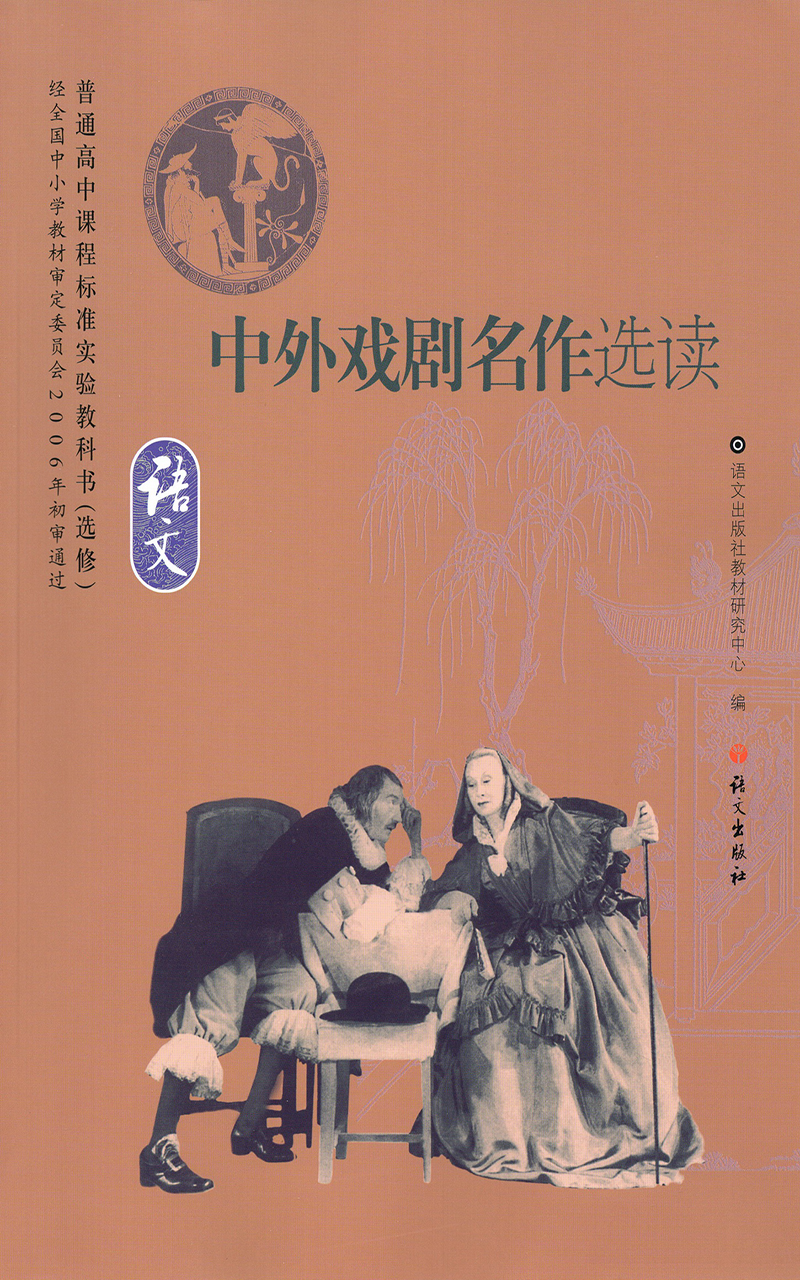 经全国中小学教材审定委员会2006年初审通过
普通高中课程标准实验教科书(选修)
中外戏剧名作选读
语文
语文出版社教材研究中心 编
语文出版社